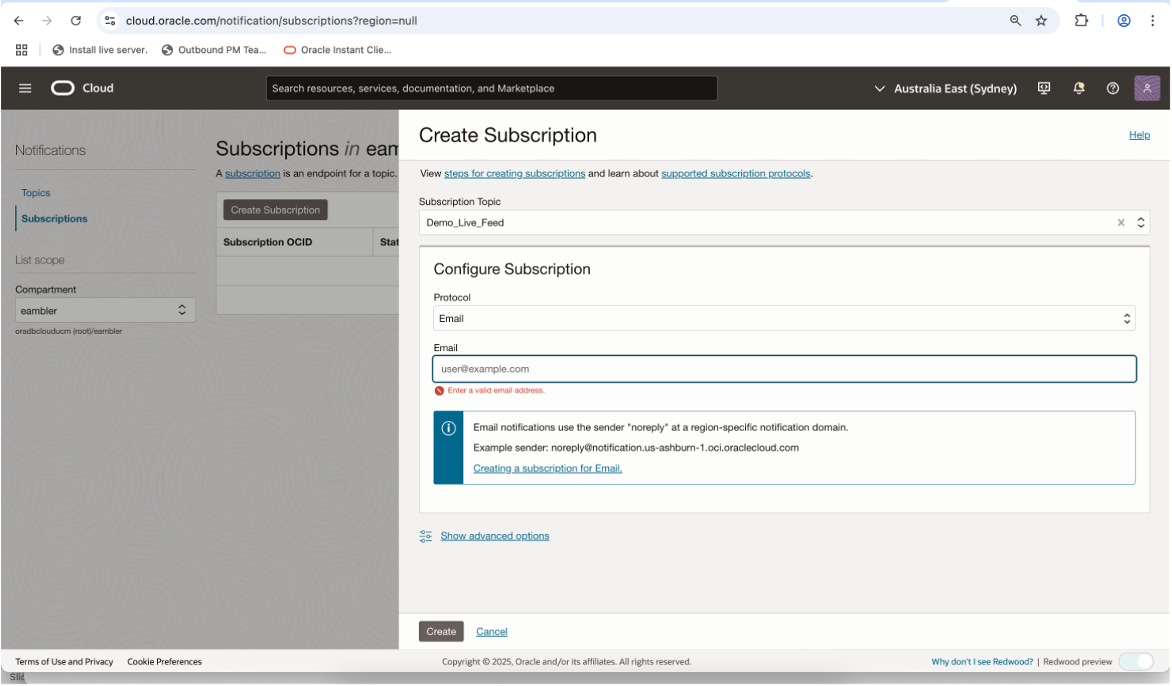 cloud.oracle.com/notification/subscriptions?region=null
Install live server.
Outbound PM Tea...
Oracle Instant Clie...
Cloud
Search resources, services, documentation, and Marketplace
Australia East (Sydney)
Notifications
Topics
Subscriptions
List scope
Compartment
eambler
oradbclouducm (root)/eambler
Subscriptions in eam
A subscription is an endpoint for a topic.
Create Subscription
Subscription OCID
Stat
Create Subscription
Help
View steps for creating subscriptions and learn about supported subscription protocols.
Subscription Topic
Demo_Live_Feed
Configure Subscription
Protocol
Email
Email
user@example.com
Enter a valid email address.
Email notifications use the sender "noreply" at a region-specific notification domain.
Example sender: noreply@notification.us-ashburn-1.oci.oraclecloud.com
Creating a subscription for Email.
Show advanced options
Create
Cancel
Terms of Use and Privacy
Cookie Preferences
Copyright © 2025, Oracle and/or its affiliates. All rights reserved.
Why don't I see Redwood? | Redwood preview